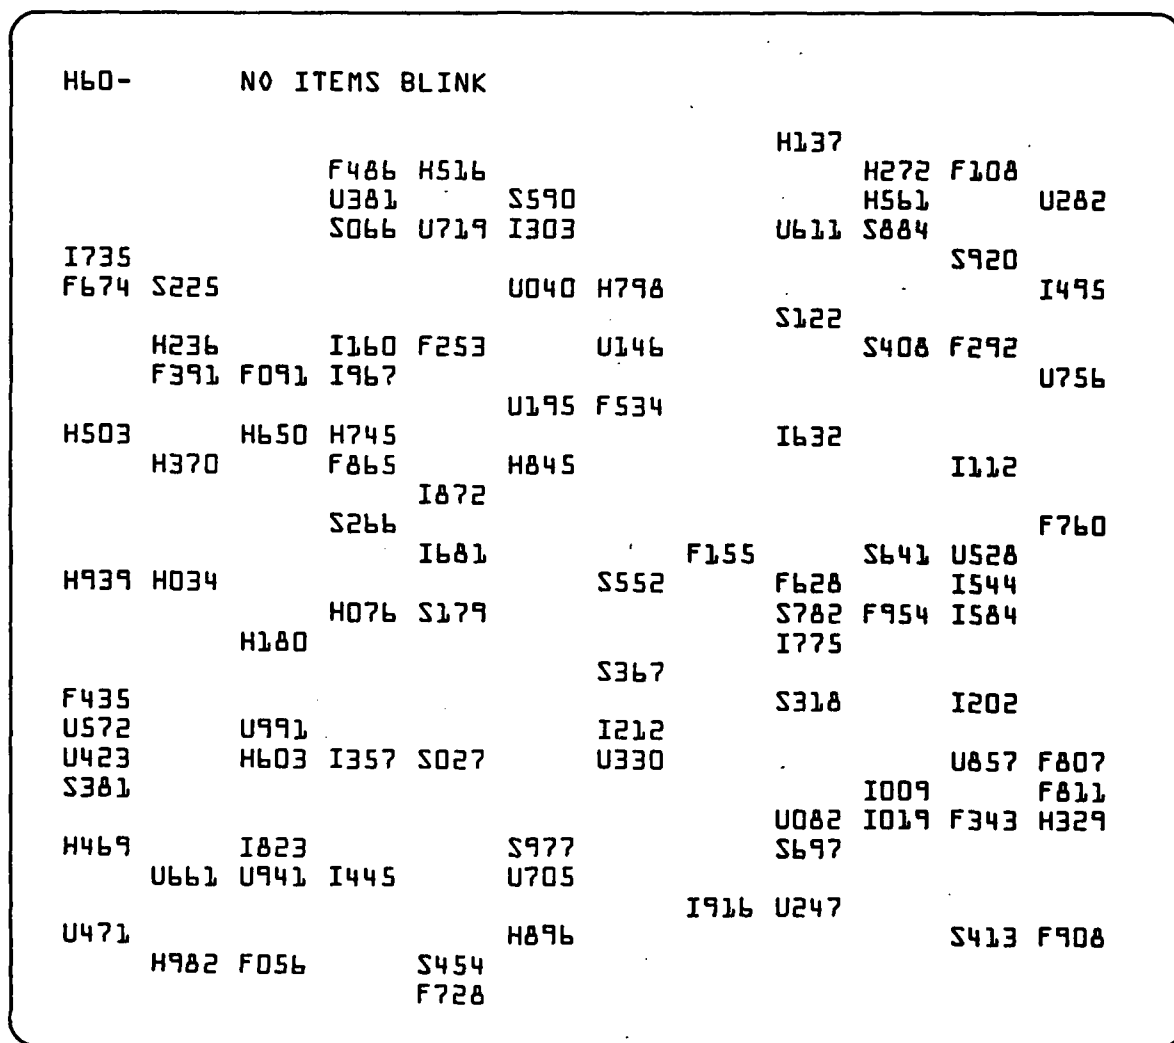 H60- NO ITEMS BLINK
H137
F486 H516 H272 F108
U381 S590 H561 U282
S066 U719 I303 U611 S884
I735 S920
F674 S225 U040 H798 I495
S122
H236 I160 F253 U146 S408 F292
F391 F091 I967 U756
U195 F534
H503 H650 H745 I632
H370 F865 H845 I112
I872
S266 F760
I681 F155 S641 U528
H939 H034 S552 F628 I544
H076 S179 S782 F954 I584
H180 I775
S367
F435 S318 I202
U572 U991 I212
U423 H603 I357 S027 U330 U857 F807
S381 I009 F811
U082 I019 F343 H329
H469 I823 S977 S697
U661 U941 I445 U705
I916 U247
U471 H896 S413 F908
H982 F056 S454
F728